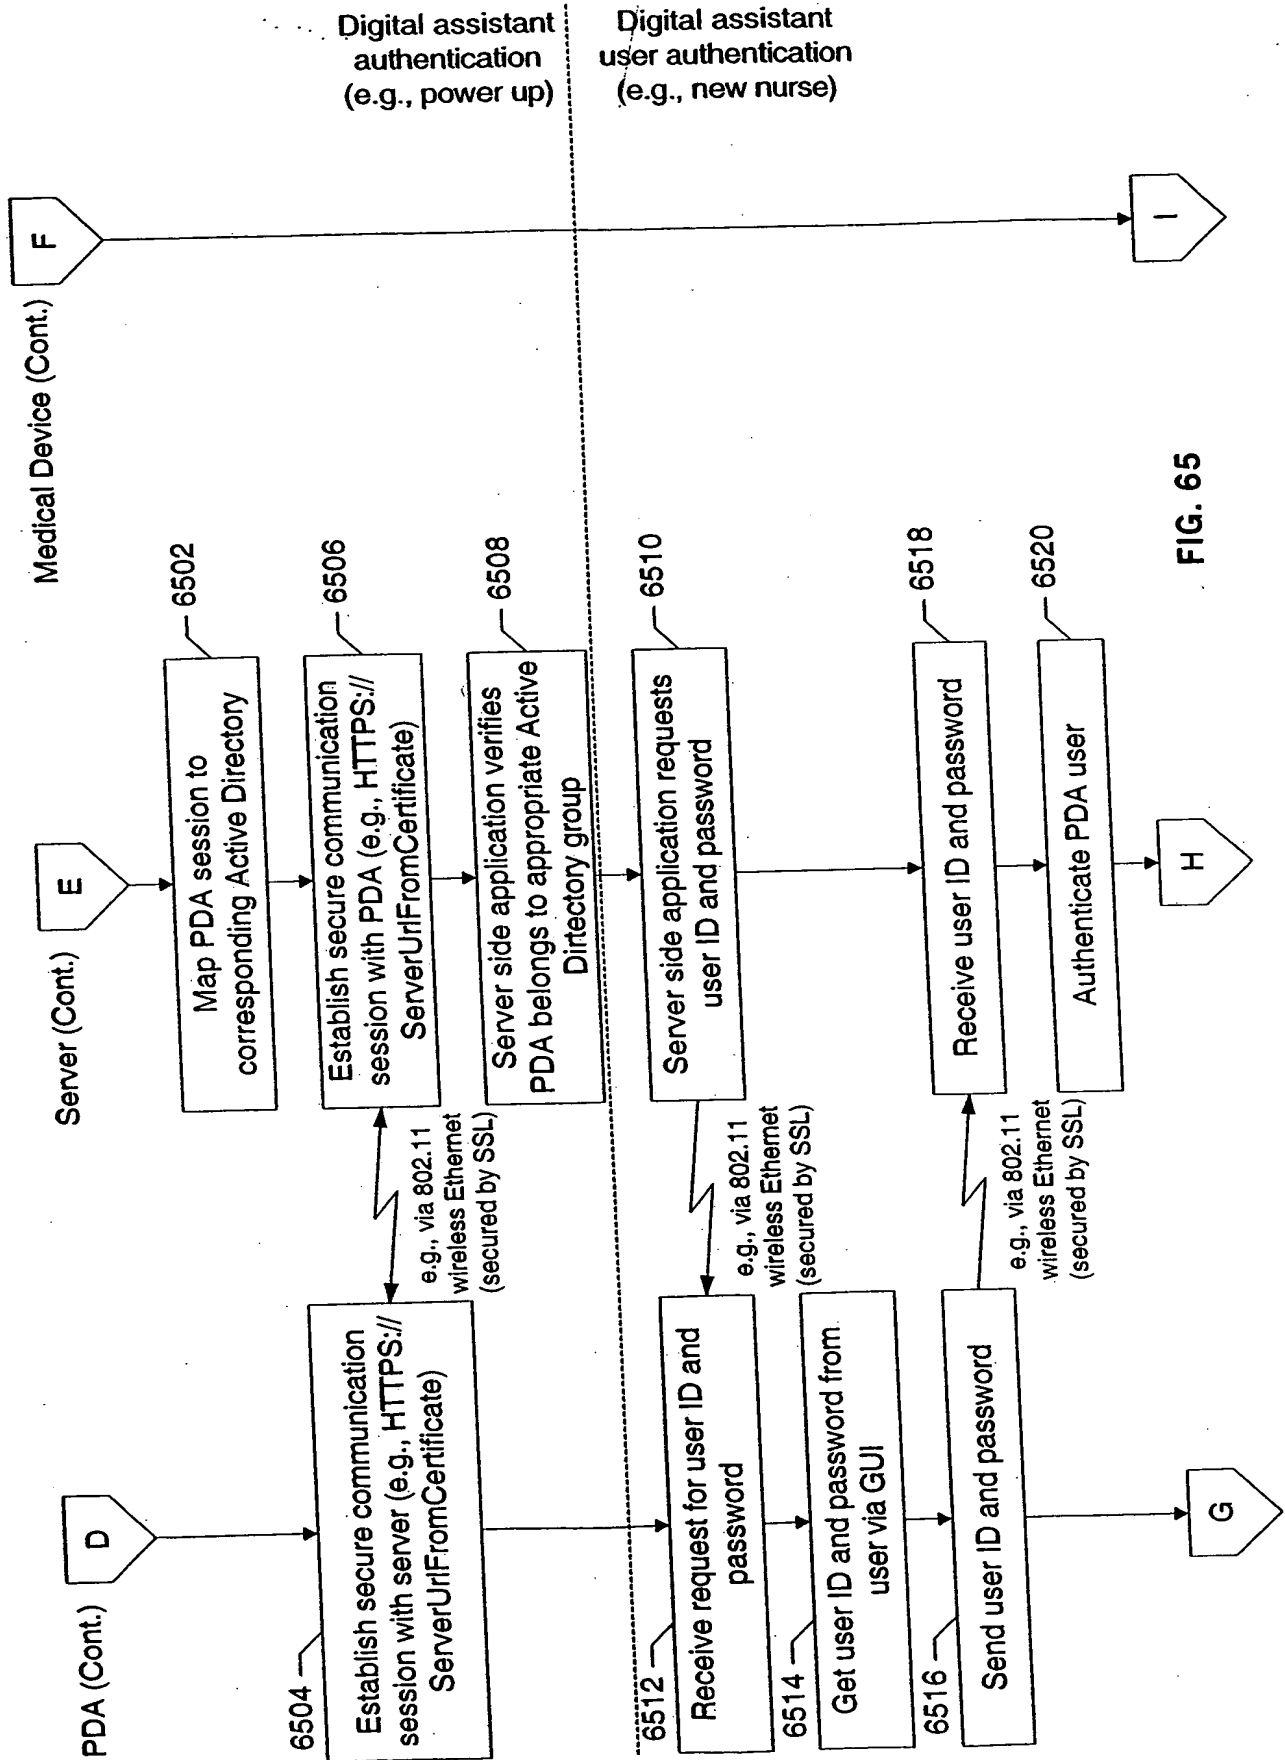 PDA (Cont.)
D
6504
Establish secure communication
session with server (e.g., HTTPS://
ServerUrlFromCertificate)
6512
Receive request for user ID and
password
6514
Get user ID and password from
user via GUI
6516
Send user ID and password
G
e.g., via 802.11
wireless Ethernet
(secured by SSL)
e.g., via 802.11
wireless Ethernet
(secured by SSL)
e.g., via 802.11
wireless Ethernet
(secured by SSL)
Server (Cont.)
E
Map PDA session to
corresponding Active Directory
6502
Establish secure communication
session with PDA (e.g., HTTPS://
ServerUrlFromCertificate)
6506
Server side application verifies
PDA belongs to appropriate Active
Dirtectory group
6508
Server side application requests
user ID and password
6510
Receive user ID and password
6518
Authenticate PDA user
6520
H
Medical Device (Cont.)
F
I
Digital assistant
authentication
(e.g., power up)
Digital assistant
user authentication
(e.g., new nurse)
FIG. 65